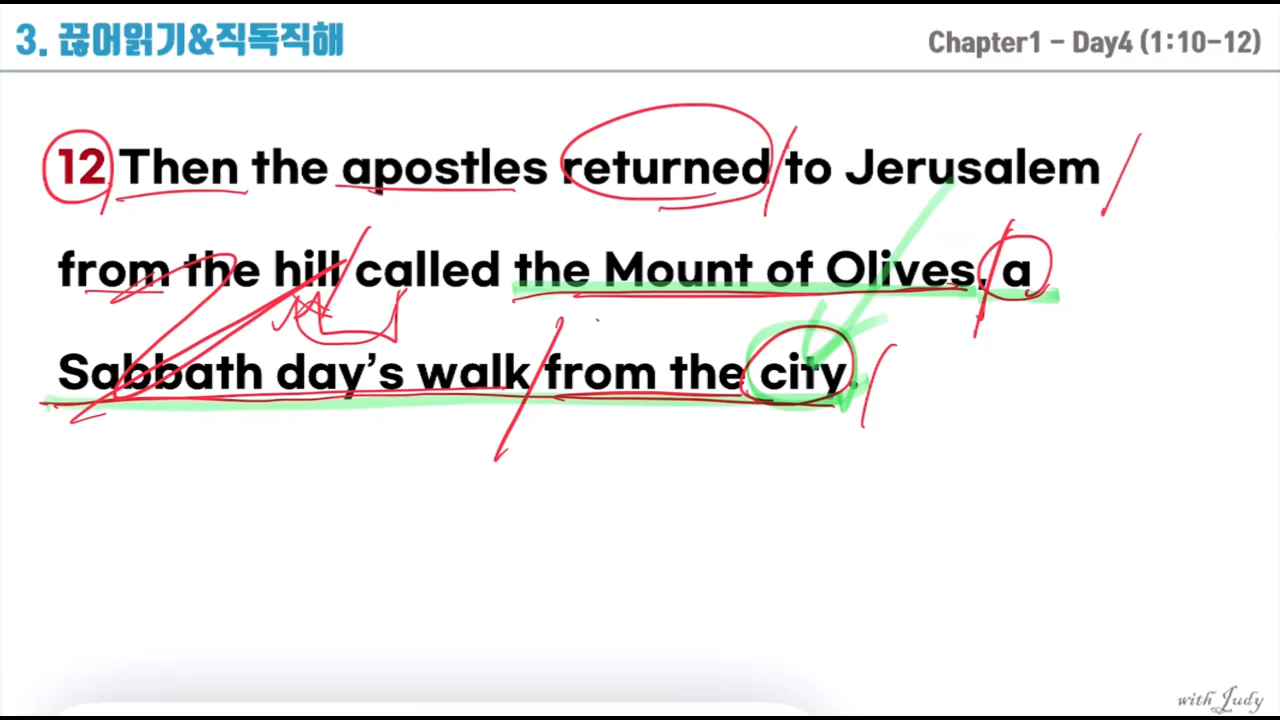 3. 끊어읽기&직독직해
Chapter1 - Day4 (1:10-12)
12 Then the apostles returned to Jerusalem
from the hill called the Mount of Olives, a
Sabbath day's walk from the city.
with Judy